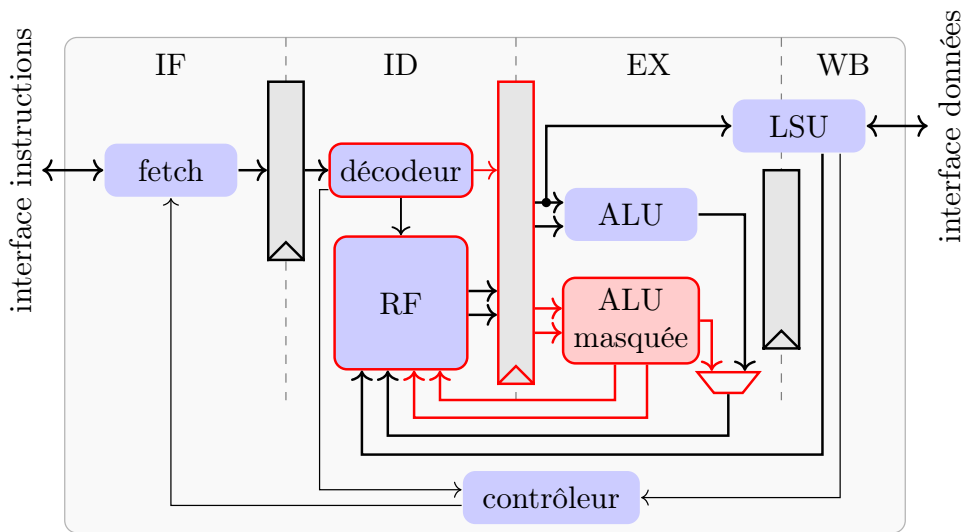 IF
ID
EX
WB
interface instructions
interface données
fetch
décodeur
LSU
ALU
RF
ALU
masquée
contrôleur